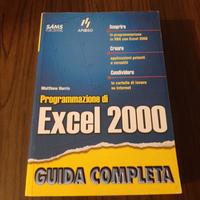 SAMS
PUBLISHING
APOGEO
Scoprire
la programmazione
in VBA con Excel 2000
Creare
applicazioni potenti
e versatili
Condividere
le cartelle di lavoro
su Internet
Matthew Harris
Programmazione di
Excel 2000
GUIDA COMPLETA